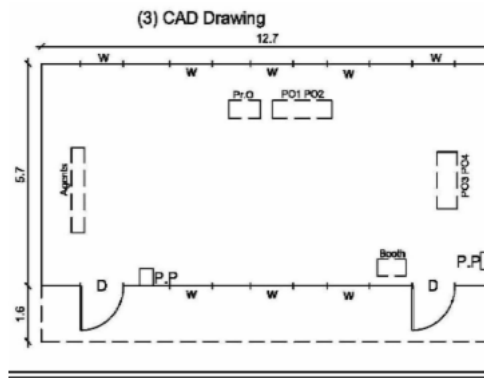 (3) CAD Drawing
12.7
W W W W W
Pr.O PO1 PO2
5.7
Agents
PO3 PO4
Booth
P.P P.P
D W W W D
1.6